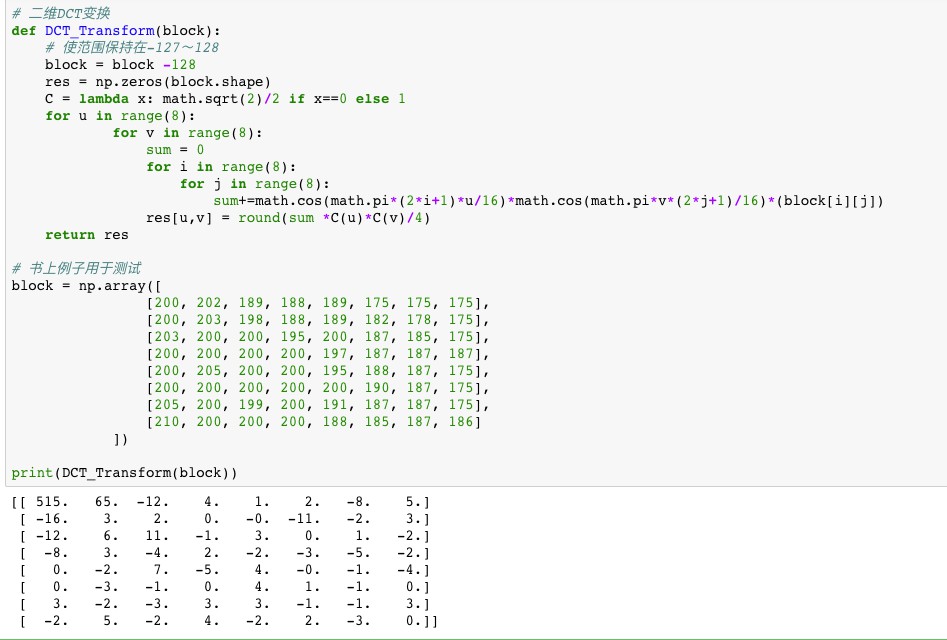 # 二维DCT变换
def DCT_Transform(block):
    # 使范围保持在-127～128
    block = block -128
    res = np.zeros(block.shape)
    C = lambda x: math.sqrt(2)/2 if x==0 else 1
    for u in range(8):
            for v in range(8):
                sum = 0
                for i in range(8):
                    for j in range(8):
                        sum+=math.cos(math.pi*(2*i+1)*u/16)*math.cos(math.pi*v*(2*j+1)/16)*(block[i][j])
                res[u,v] = round(sum *C(u)*C(v)/4)
    return res
# 书上例子用于测试
block = np.array([
                [200, 202, 189, 188, 189, 175, 175, 175],
                [200, 203, 198, 188, 189, 182, 178, 175],
                [203, 200, 200, 195, 200, 187, 185, 175],
                [200, 200, 200, 200, 197, 187, 187, 187],
                [200, 205, 200, 200, 195, 188, 187, 175],
                [200, 200, 200, 200, 200, 190, 187, 175],
                [205, 200, 199, 200, 191, 187, 187, 175],
                [210, 200, 200, 200, 188, 185, 187, 186]
            ])
print(DCT_Transform(block))
[[ 515.   65.  -12.    4.    1.    2.   -8.    5.]
 [ -16.    3.    2.    0.   -0.  -11.   -2.    3.]
 [ -12.    6.   11.   -1.    3.    0.    1.   -2.]
 [  -8.    3.   -4.    2.   -2.   -3.   -5.   -2.]
 [   0.   -2.    7.   -5.    4.   -0.   -1.   -4.]
 [   0.   -3.   -1.    0.    4.    1.   -1.    0.]
 [   3.   -2.   -3.    3.    3.   -1.   -1.    3.]
 [  -2.    5.   -2.    4.   -2.    2.   -3.    0.]]